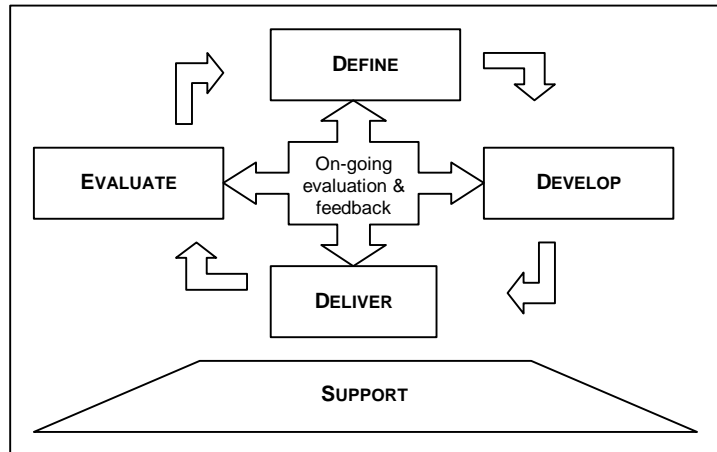 DEFINE
EVALUATE
On-going
evaluation &
feedback
DEVELOP
DELIVER
SUPPORT